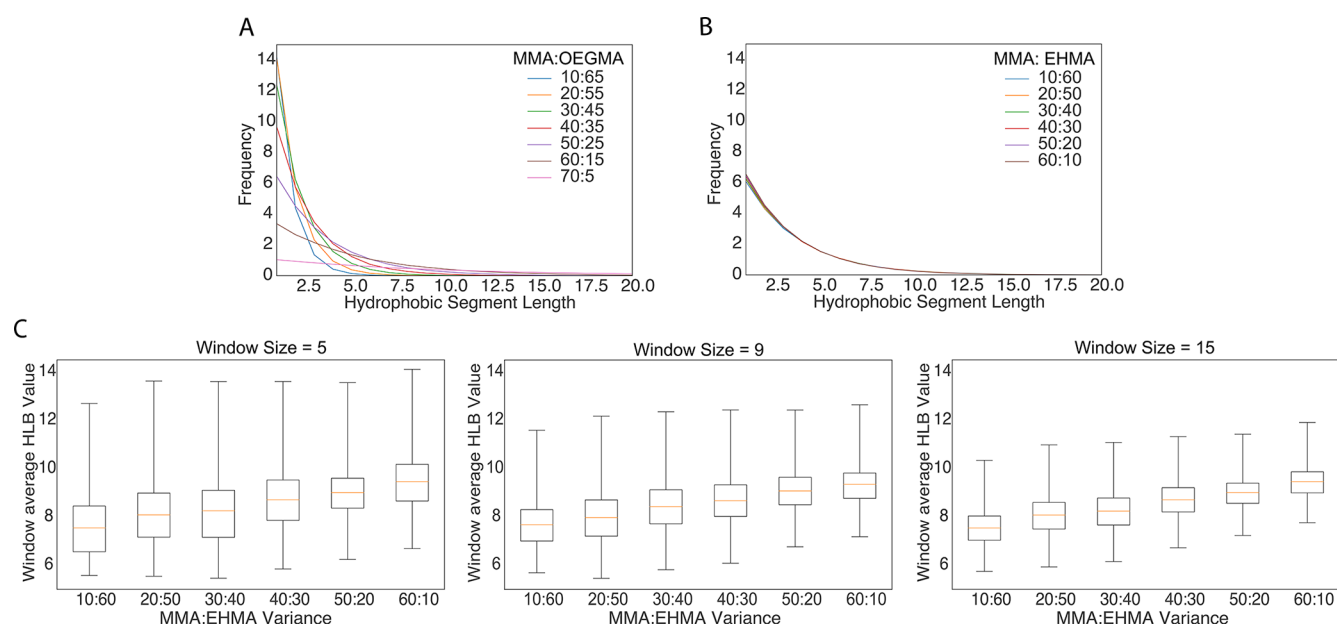 A
MMA:OEGMA
10:65
20:55
30:45
40:35
50:25
60:15
70:5
Frequency
14
12
10
8
6
4
2
0
2.5 5.0 7.5 10.0 12.5 15.0 17.5 20.0
Hydrophobic Segment Length
B
MMA: EHMA
10:60
20:50
30:40
40:30
50:20
60:10
Frequency
14
12
10
8
6
4
2
0
2.5 5.0 7.5 10.0 12.5 15.0 17.5 20.0
Hydrophobic Segment Length
C
Window Size = 5
Window average HLB Value
14
12
10
8
6
10:60 20:50 30:40 40:30 50:20 60:10
MMA:EHMA Variance
Window Size = 9
Window average HLB Value
14
12
10
8
6
10:60 20:50 30:40 40:30 50:20 60:10
MMA:EHMA Variance
Window Size = 15
Window average HLB Value
14
12
10
8
6
10:60 20:50 30:40 40:30 50:20 60:10
MMA:EHMA Variance